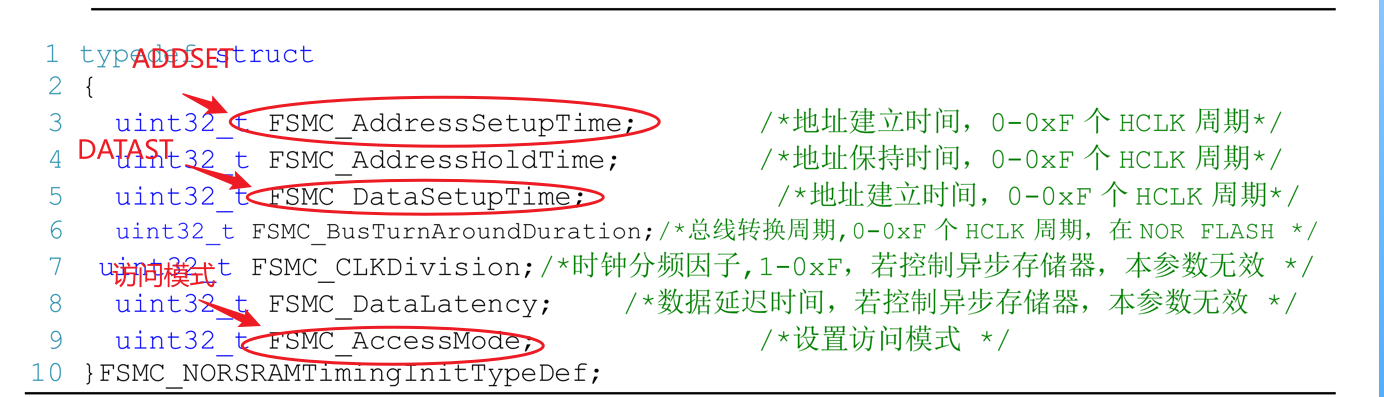 1 typedef struct
ADDSET
2 {
3 uint32_t FSMC_AddressSetupTime; /*地址建立时间，0-0xF 个 HCLK 周期*/
DATAST
4 uint32_t FSMC_AddressHoldTime; /*地址保持时间，0-0xF 个 HCLK 周期*/
5 uint32_t FSMC_DataSetupTime; /*地址建立时间，0-0xF 个 HCLK 周期*/
6 uint32_t FSMC_BusTurnAroundDuration;/*总线转换周期,0-0xF 个 HCLK 周期，在 NOR FLASH */
7 uint32_t FSMC_CLKDivision;/*时钟分频因子,1-0xF，若控制异步存储器，本参数无效 */
访问模式
8 uint32_t FSMC_DataLatency; /*数据延迟时间，若控制异步存储器，本参数无效 */
9 uint32_t FSMC_AccessMode; /*设置访问模式 */
10 }FSMC_NORSRAMTimingInitTypeDef;